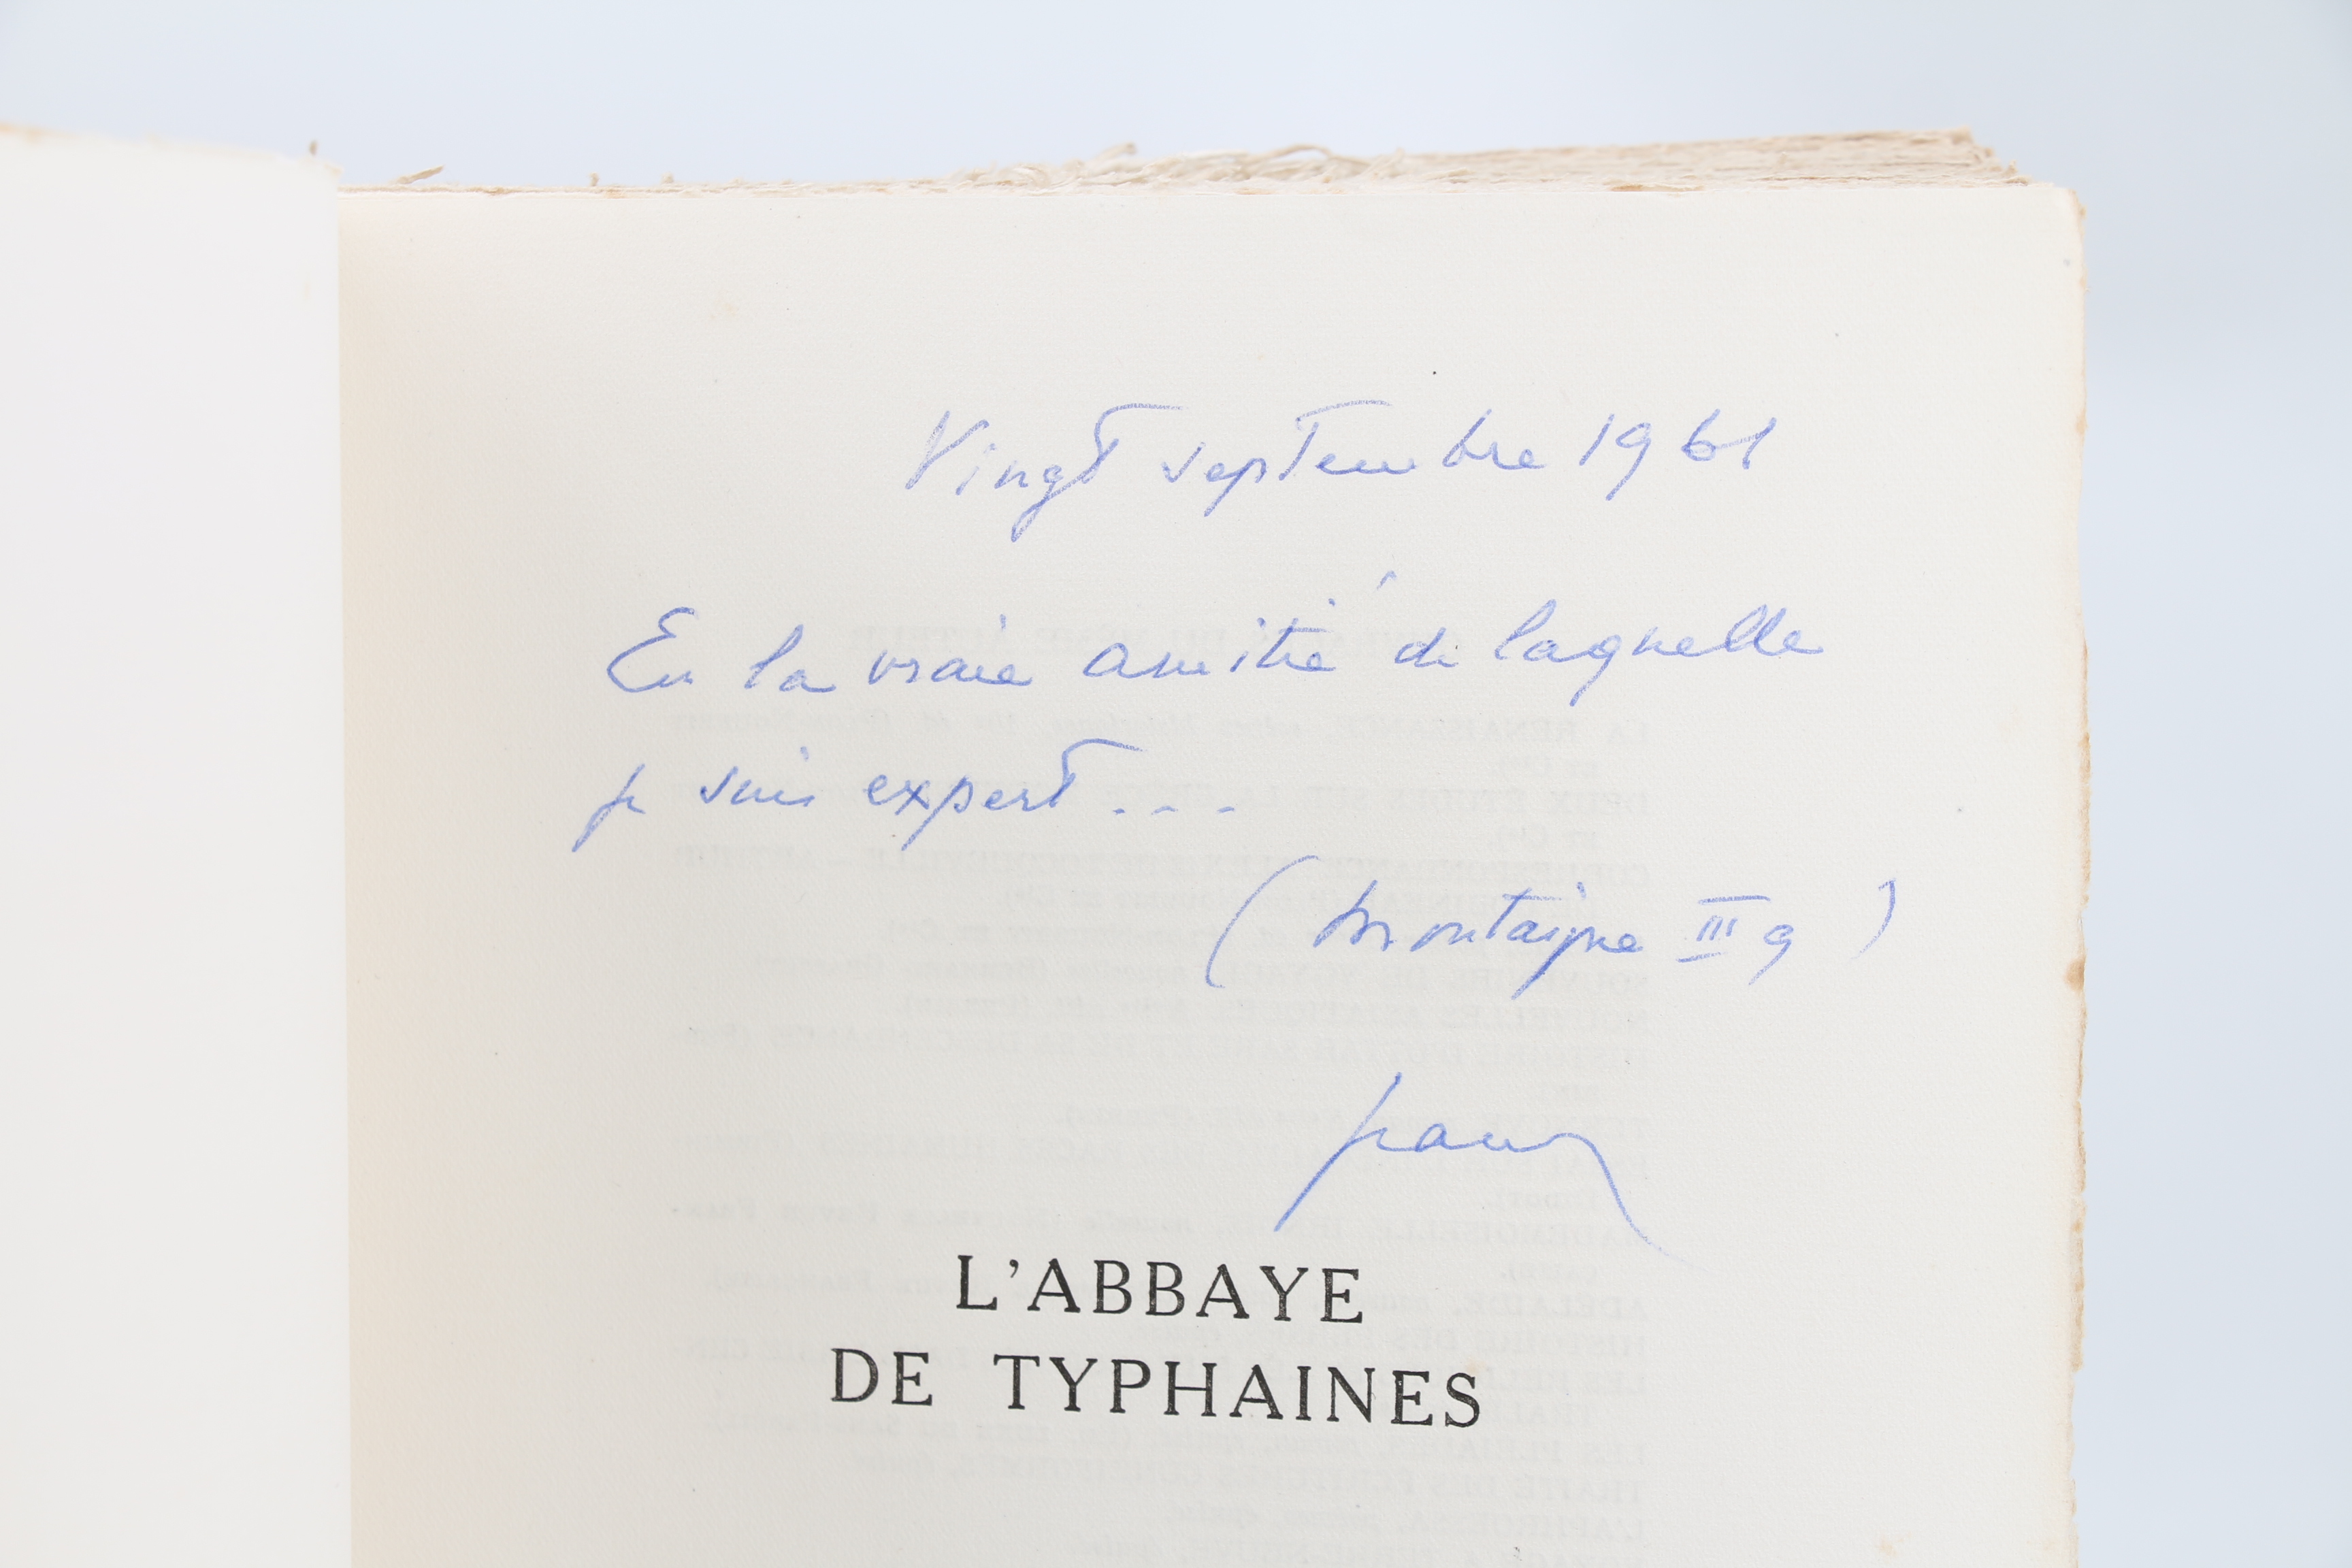 Vingt septembre 1961
En la vraie amitié de laquelle
je suis expert...
(Montaigne III 9)
L'ABBAYE
DE TYPHAINES